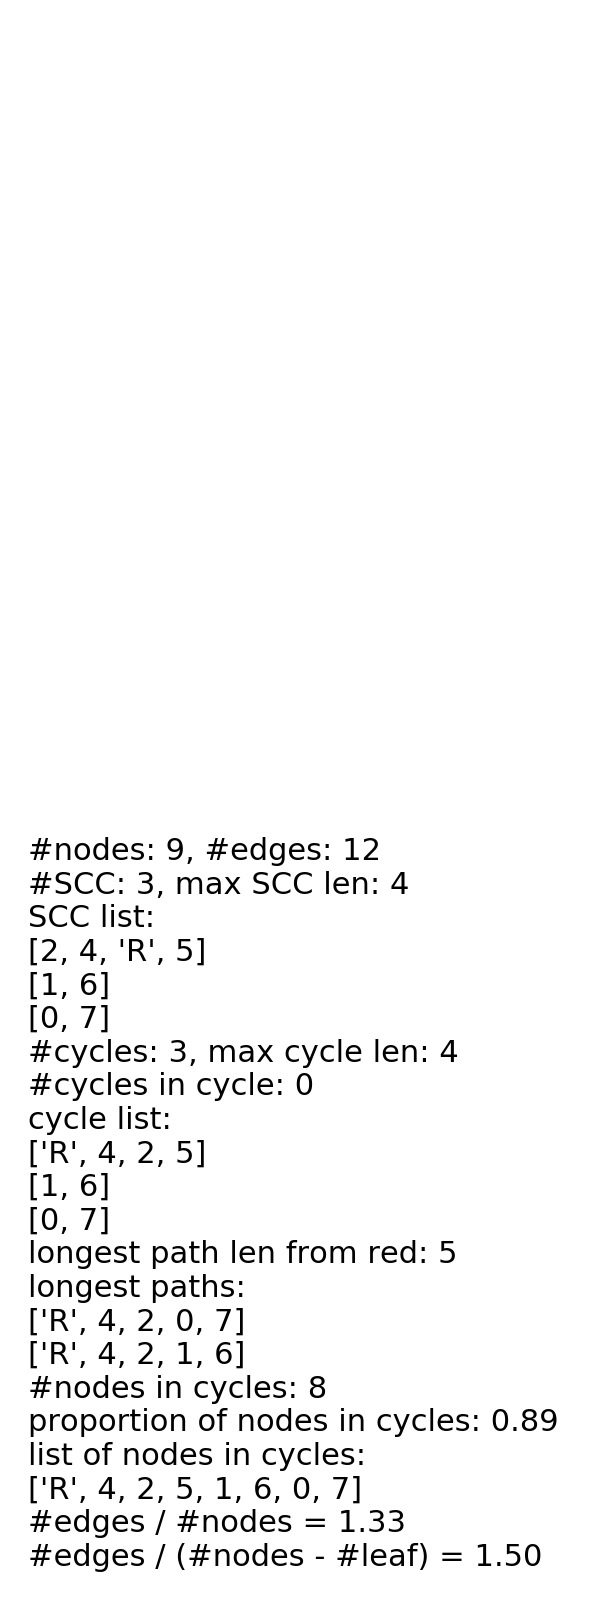 #nodes: 9, #edges: 12
#SCC: 3, max SCC len: 4
SCC list:
[2, 4, 'R', 5]
[1, 6]
[0, 7]
#cycles: 3, max cycle len: 4
#cycles in cycle: 0
cycle list:
['R', 4, 2, 5]
[1, 6]
[0, 7]
longest path len from red: 5
longest paths:
['R', 4, 2, 0, 7]
['R', 4, 2, 1, 6]
#nodes in cycles: 8
proportion of nodes in cycles: 0.89
list of nodes in cycles:
['R', 4, 2, 5, 1, 6, 0, 7]
#edges / #nodes = 1.33
#edges / (#nodes - #leaf) = 1.50